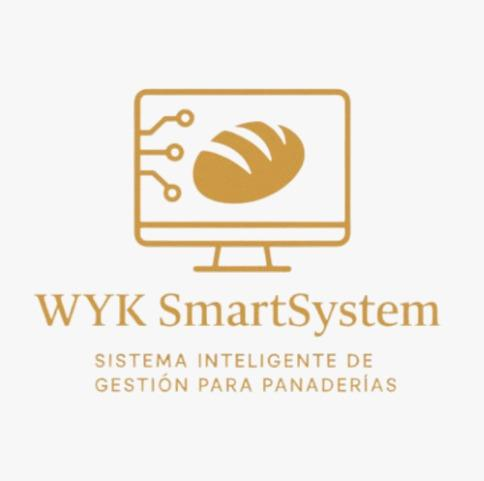 WYK SmartSystem
SISTEMA INTELIGENTE DE
GESTIÓN PARA PANADERÍAS